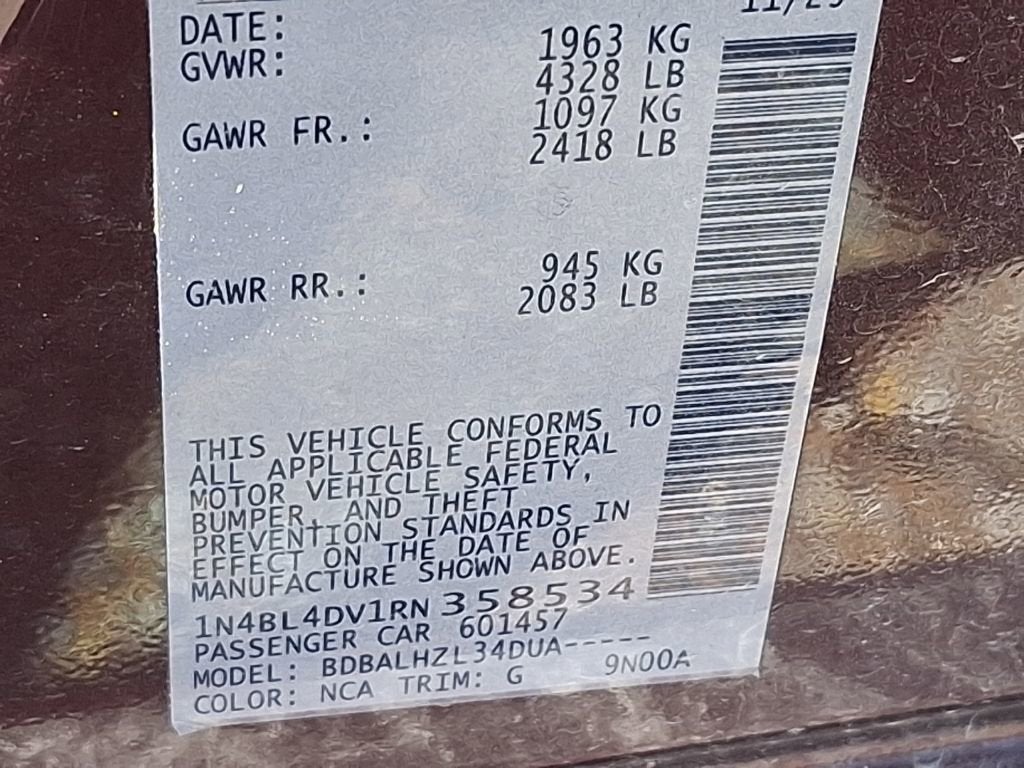 DATE:
GVWR: 1963 KG
4328 LB
GAWR FR.: 1097 KG
2418 LB
GAWR RR.: 945 KG
2083 LB
THIS VEHICLE CONFORMS TO
ALL APPLICABLE FEDERAL
MOTOR VEHICLE SAFETY,
BUMPER, AND THEFT
PREVENTION STANDARDS IN
EFFECT ON THE DATE OF
MANUFACTURE SHOWN ABOVE.
1N4BL4DV1RN358534
PASSENGER CAR 601457
MODEL: BDBALHZL34DUA-----
COLOR: NCA TRIM: G 9N00A